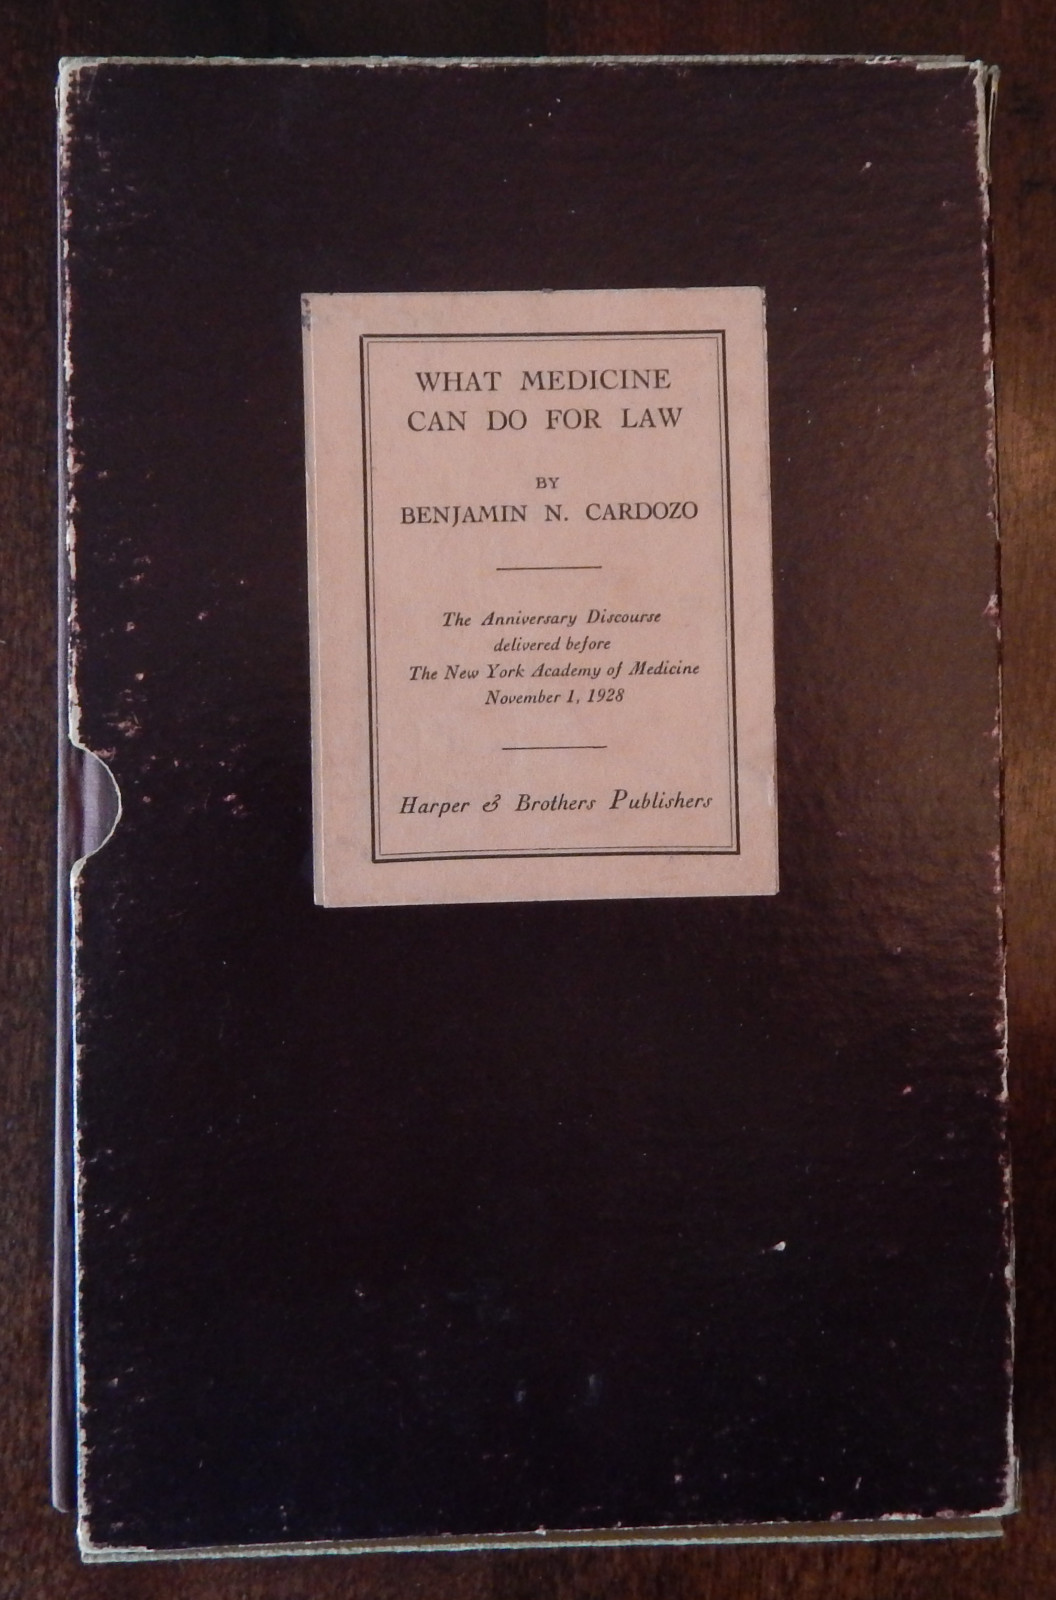 WHAT MEDICINE
CAN DO FOR LAW
BY
BENJAMIN N. CARDOZO
The Anniversary Discourse
delivered before
The New York Academy of Medicine
November 1, 1928
Harper & Brothers Publishers